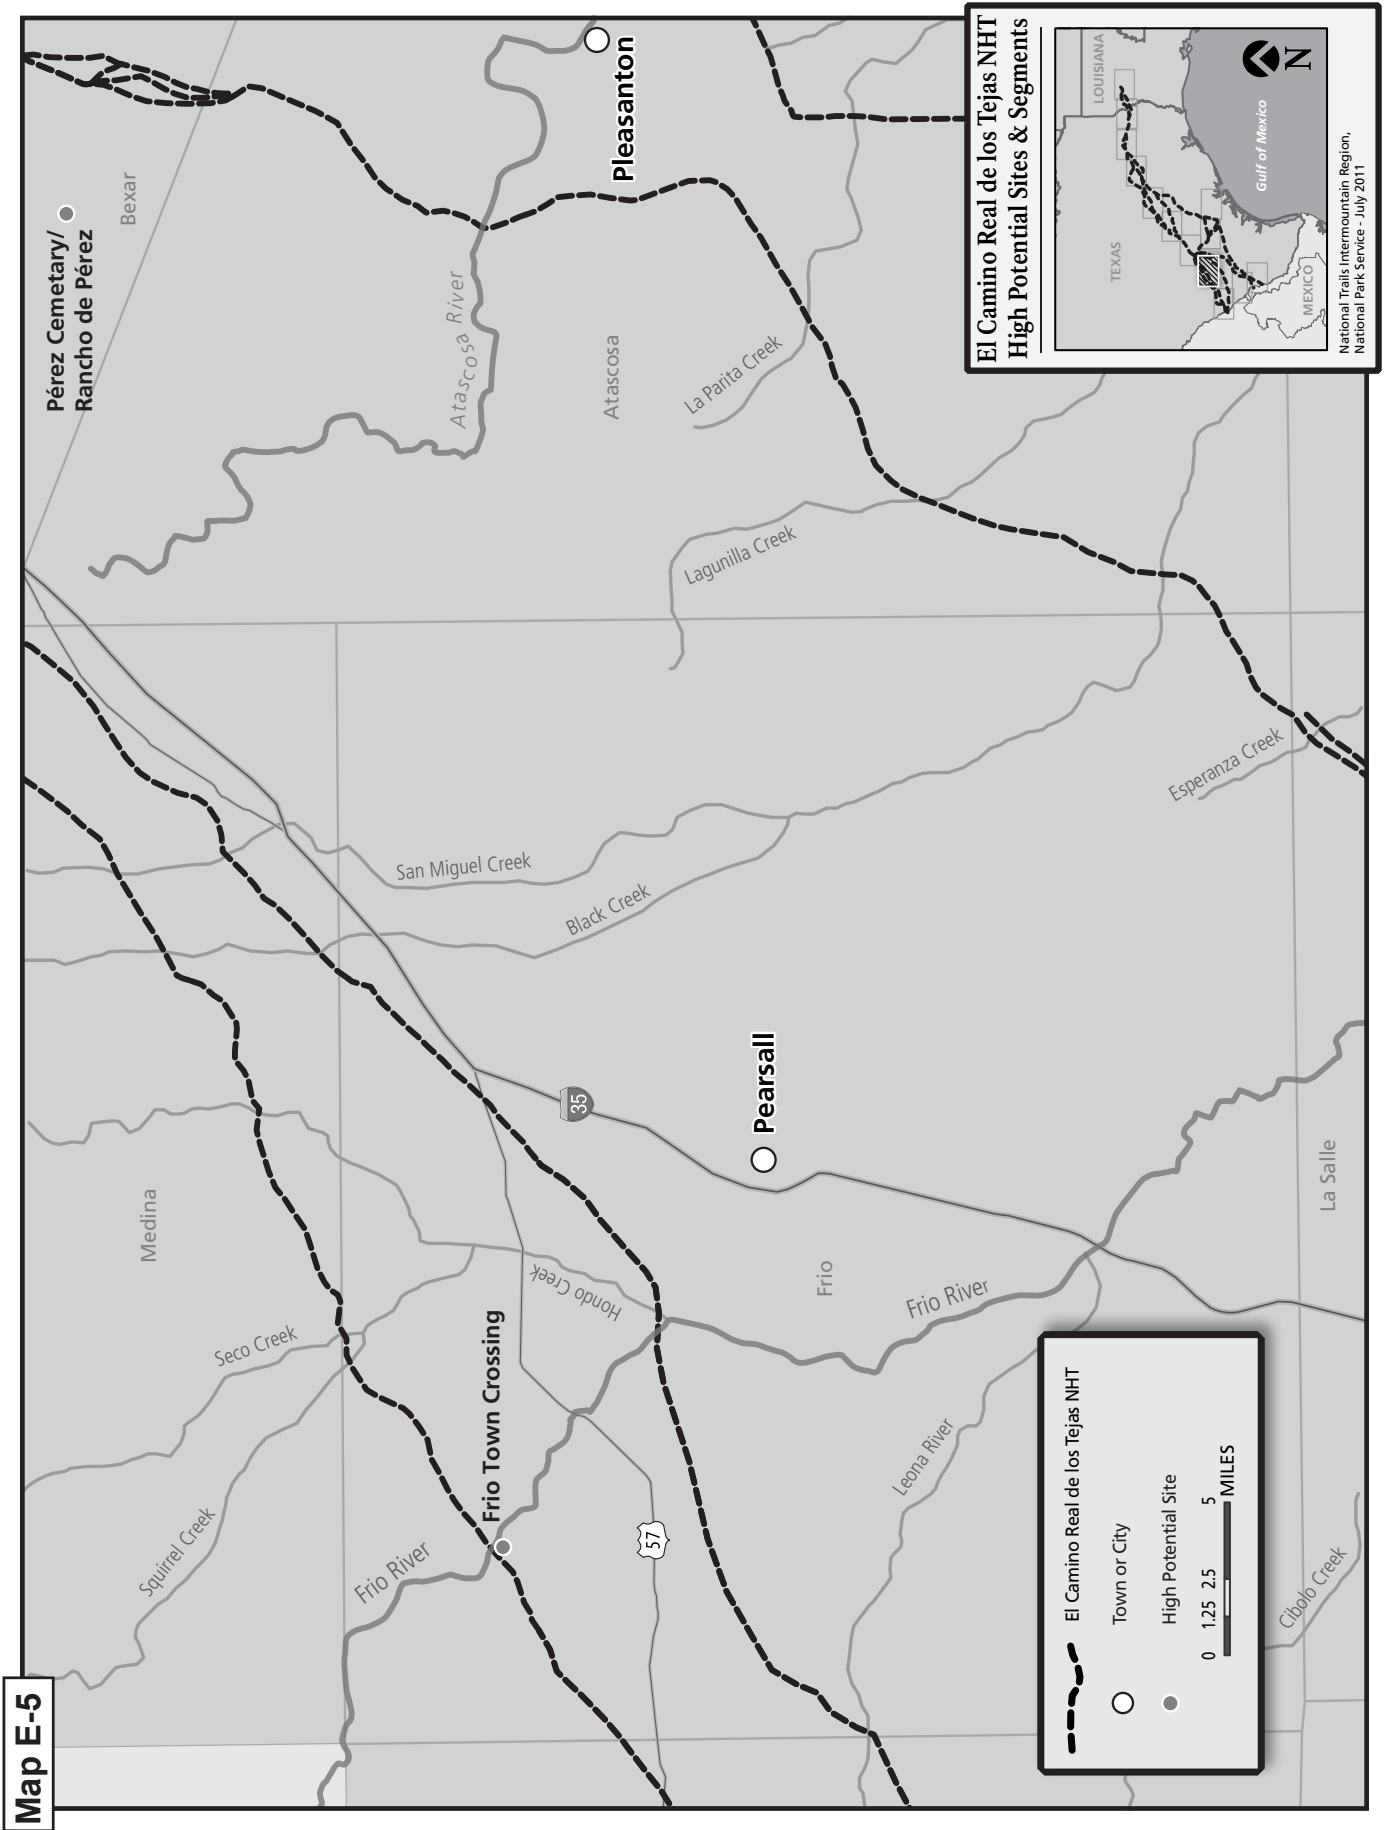 Map E-5
El Camino Real de los Tejas NHT
High Potential Sites & Segments
LOUISIANA
TEXAS
MEXICO
Gulf of Mexico
N
National Trails Intermountain Region,
National Park Service - July 2011
Pérez Cemetary/
Rancho de Pérez
Bexar
Pleasanton
Atascosa River
Atascosa
La Parita Creek
Lagunilla Creek
Esperanza Creek
San Miguel Creek
Black Creek
Medina
Pearsall
35
Hondo Creek
Seco Creek
Squirrel Creek
Frio Town Crossing
Frio River
Frio
Frio River
57
Leona River
La Salle
Cibolo Creek
El Camino Real de los Tejas NHT
Town or City
High Potential Site
0 1.25 2.5 5
MILES